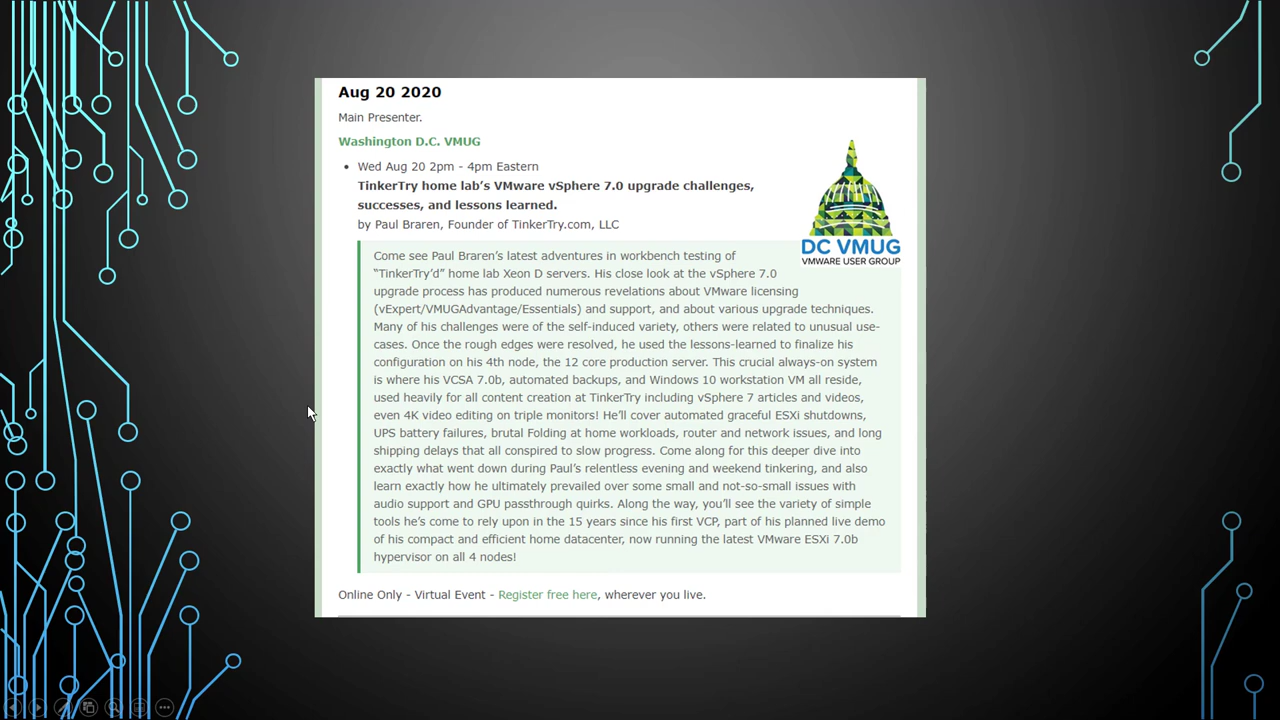 Aug 20 2020
Main Presenter.
Washington D.C. VMUG
• Wed Aug 20 2pm - 4pm Eastern
TinkerTry home lab’s VMware vSphere 7.0 upgrade challenges,
successes, and lessons learned.
by Paul Braren, Founder of TinkerTry.com, LLC
DC VMUG
VMWARE USER GROUP
Come see Paul Braren’s latest adventures in workbench testing of
“TinkerTry’d” home lab Xeon D servers. His close look at the vSphere 7.0
upgrade process has produced numerous revelations about VMware licensing
(vExpert/VMUGAdvantage/Essentials) and support, and about various upgrade techniques.
Many of his challenges were of the self-induced variety, others were related to unusual use-
cases. Once the rough edges were resolved, he used the lessons-learned to finalize his
configuration on his 4th node, the 12 core production server. This crucial always-on system
is where his VCSA 7.0b, automated backups, and Windows 10 workstation VM all reside,
used heavily for all content creation at TinkerTry including vSphere 7 articles and videos,
even 4K video editing on triple monitors! He’ll cover automated graceful ESXi shutdowns,
UPS battery failures, brutal Folding at home workloads, router and network issues, and long
shipping delays that all conspired to slow progress. Come along for this deeper dive into
exactly what went down during Paul’s relentless evening and weekend tinkering, and also
learn exactly how he ultimately prevailed over some small and not-so-small issues with
audio support and GPU passthrough quirks. Along the way, you’ll see the variety of simple
tools he’s come to rely upon in the 15 years since his first VCP, part of his planned live demo
of his compact and efficient home datacenter, now running the latest VMware ESXi 7.0b
hypervisor on all 4 nodes!
Online Only - Virtual Event - Register free here, wherever you live.